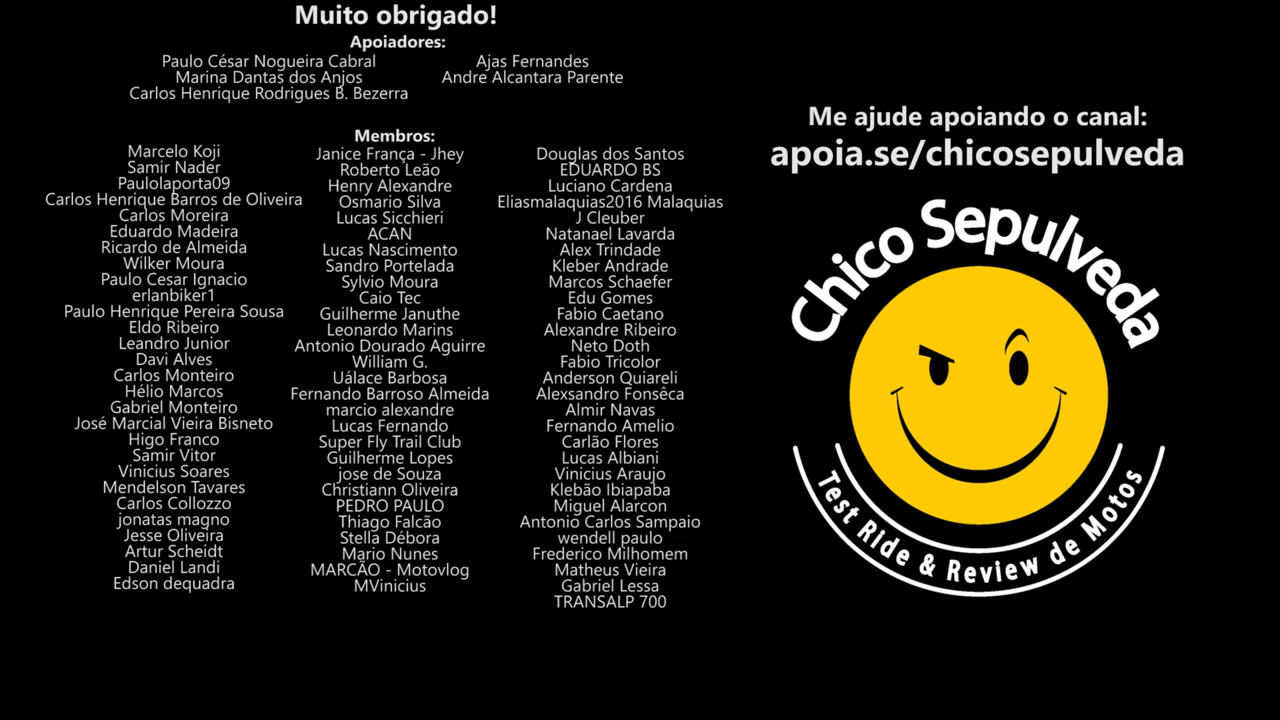 Muito obrigado!
Apoiadores:
Paulo César Nogueira Cabral
Marina Dantas dos Anjos
Carlos Henrique Rodrigues B. Bezerra
Ajas Fernandes
Andre Alcantara Parente
Membros:
Marcelo Koji
Samir Nader
Paulolaporta09
Carlos Henrique Barros de Oliveira
Carlos Moreira
Eduardo Madeira
Ricardo de Almeida
Wilker Moura
Paulo Cesar Ignacio
erlanbiker1
Paulo Henrique Pereira Sousa
Eldo Ribeiro
Leandro Junior
Davi Alves
Carlos Monteiro
Hélio Marcos
Gabriel Monteiro
José Marcial Vieira Bisneto
Higo Franco
Samir Vitor
Vinicius Soares
Mendelson Tavares
Carlos Collozzo
jonatas magno
Jesse Oliveira
Artur Scheidt
Daniel Landi
Edson dequadra
Janice França - Jhey
Roberto Leão
Henry Alexandre
Osmario Silva
Lucas Sicchieri
ACAN
Lucas Nascimento
Sandro Portelada
Sylvio Moura
Caio Tec
Guilherme Januthe
Leonardo Marins
Antonio Dourado Aguirre
William G.
Uálace Barbosa
Fernando Barroso Almeida
marcio alexandre
Lucas Fernando
Super Fly Trail Club
Guilherme Lopes
jose de Souza
Christiann Oliveira
PEDRO PAULO
Thiago Falcão
Stella Débora
Mario Nunes
MARCÃO - Motovlog
MVinicius
Douglas dos Santos
EDUARDO BS
Luciano Cardena
Eliasmalaquias2016 Malaquias
J Cleuber
Natanael Lavarda
Alex Trindade
Kleber Andrade
Marcos Schaefer
Edu Gomes
Fabio Caetano
Alexandre Ribeiro
Neto Doth
Fabio Tricolor
Anderson Quiareli
Alexsandro Fonsêca
Almir Navas
Fernando Amelio
Carlão Flores
Lucas Albiani
Vinicius Araujo
Klebão Ibiapaba
Miguel Alarcon
Antonio Carlos Sampaio
wendell paulo
Frederico Milhomem
Matheus Vieira
Gabriel Lessa
TRANSALP 700
Me ajude apoiando o canal:
apoia.se/chicosepulveda
Chico Sepulveda
Test Ride & Review de Motos